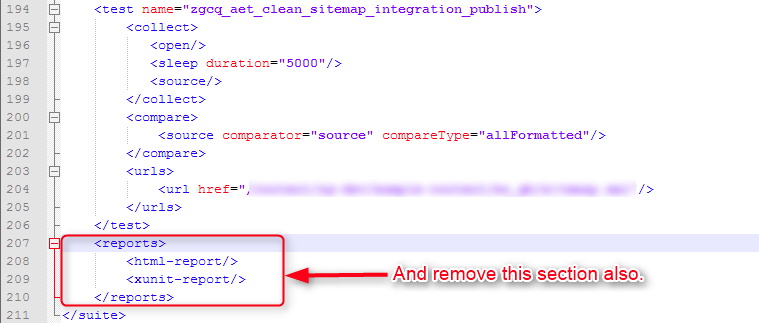 194 <test name="zgcq_aet_clean_sitemap_integration_publish">
195 <collect>
196 <open/>
197 <sleep duration="5000"/>
198 <source/>
199 </collect>
200 <compare>
201 <source comparator="source" compareType="allFormatted"/>
202 </compare>
203 <urls>
204 <url href=" "/>
205 </urls>
206 </test>
207 <reports>
208 <html-report/>
209 <xunit-report/>
And remove this section also.
210 </reports>
211 </suite>